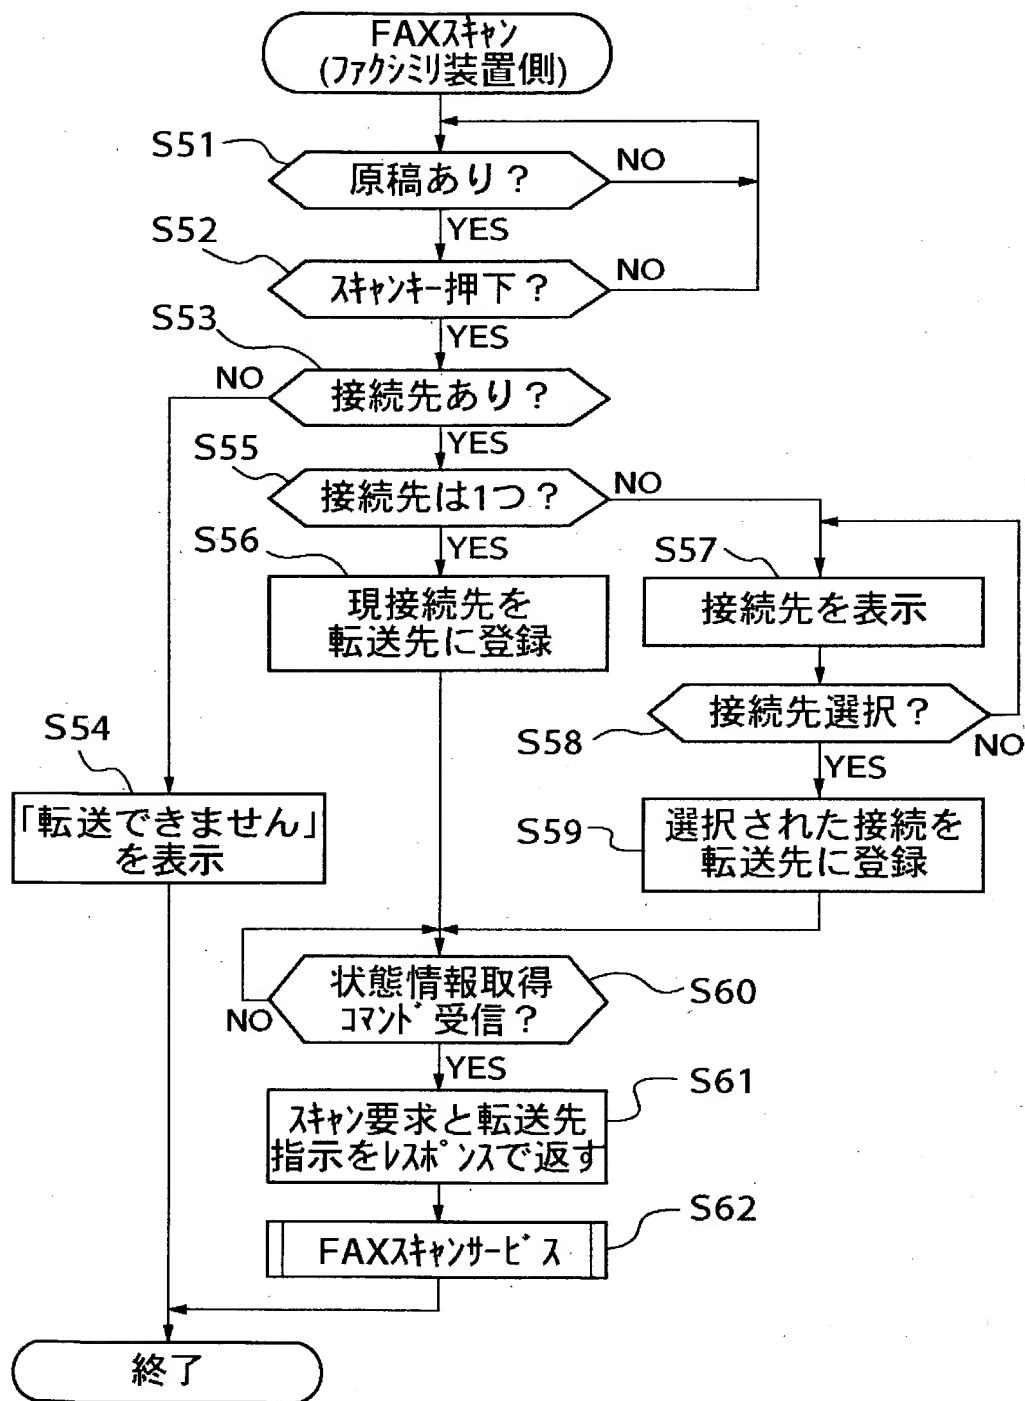 FAXスキャン
(ファクシミリ装置側)
S51
原稿あり？
NO
YES
S52
スキャンキー押下？
NO
YES
S53
接続先あり？
NO
YES
S55
接続先は1つ？
NO
YES
S56
現接続先を
転送先に登録
S57
接続先を表示
S58
接続先選択？
NO
YES
S54
「転送できません」
を表示
S59
選択された接続を
転送先に登録
S60
状態情報取得
コマンド受信？
NO
YES
S61
スキャン要求と転送先
指示をレスポンスで返す
S62
FAXスキャンサービス
終了